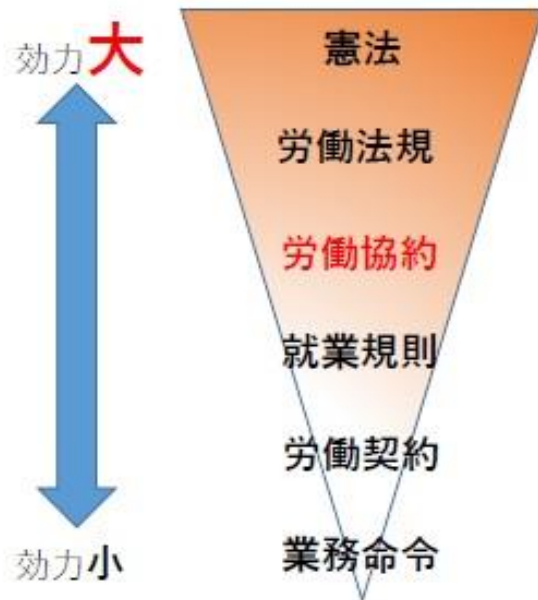 効力大
憲法
労働法規
労働協約
就業規則
労働契約
効力小
業務命令